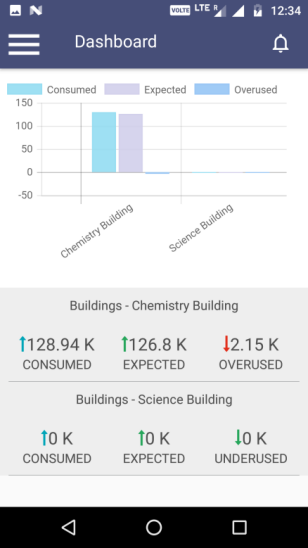 VOLTE LTE R 12:34
Dashboard
Consumed Expected Overused
150
100
50
0
-50
Chemistry Building
Science Building
Buildings - Chemistry Building
128.94 K 126.8 K 2.15 K
CONSUMED EXPECTED OVERUSED
Buildings - Science Building
0 K 0 K 0 K
CONSUMED EXPECTED UNDERUSED